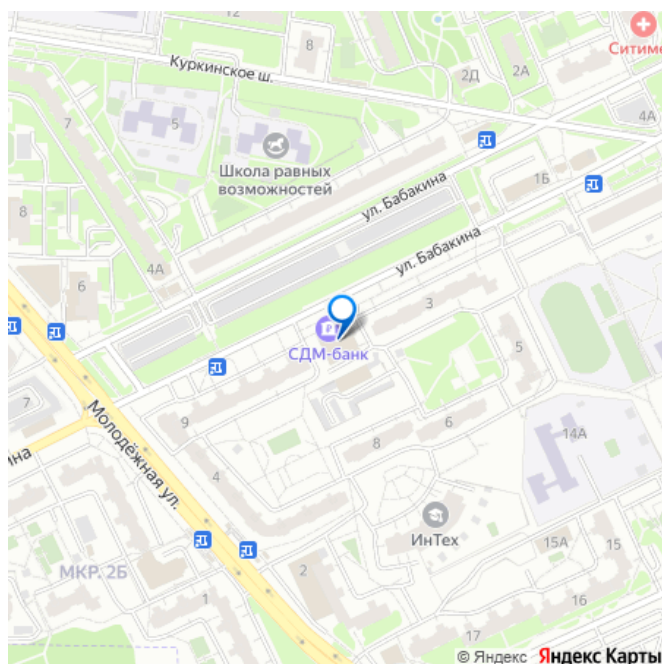 12
8
2Д
2А
Ситиме
Куркинское ш.
4А
7
5
Школа равных
возможностей
1Б
ул. Бабакина
8
ул. Бабакина
4А
6
3
СДМ-банк
5
7
9
6
14А
ина
Молодёжная ул.
4
8
ИнТех
15А
15
МКР. 2Б
2
1
16
17
© Яндекс Яндекс Карты